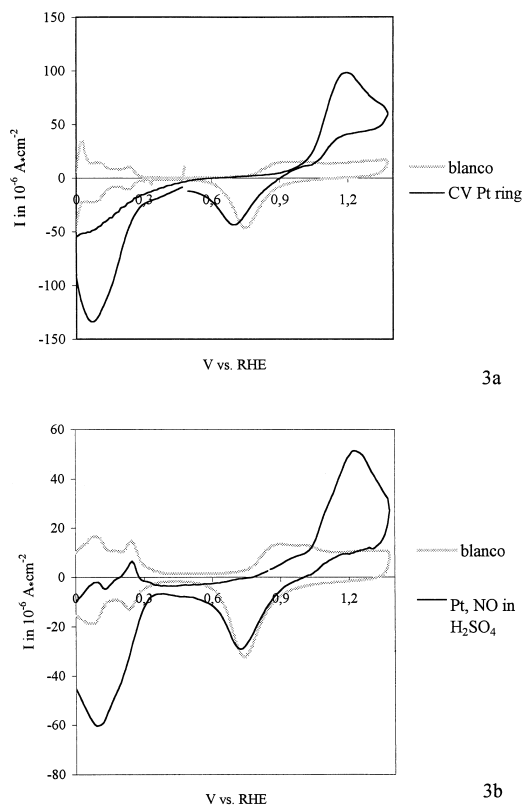 150
100
50
0
-50
-100
-150
0 0,3 0,6 0,9 1,2
I in 10⁻⁶ A•cm⁻²
V vs. RHE
blanco
CV Pt ring
3a
60
40
20
0
-20
-40
-60
-80
0 0,3 0,6 0,9 1,2
I in 10⁻⁶ A•cm⁻²
V vs. RHE
blanco
Pt, NO in
H₂SO₄
3b